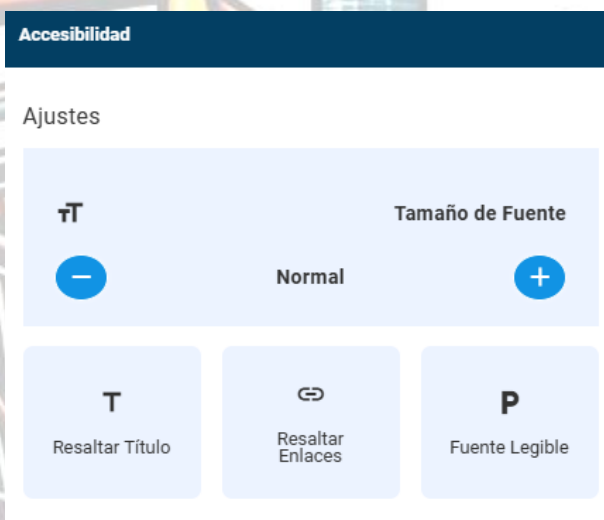 Accesibilidad
Ajustes
Tamaño de Fuente
Normal
Resaltar Título
Resaltar
Enlaces
Fuente Legible